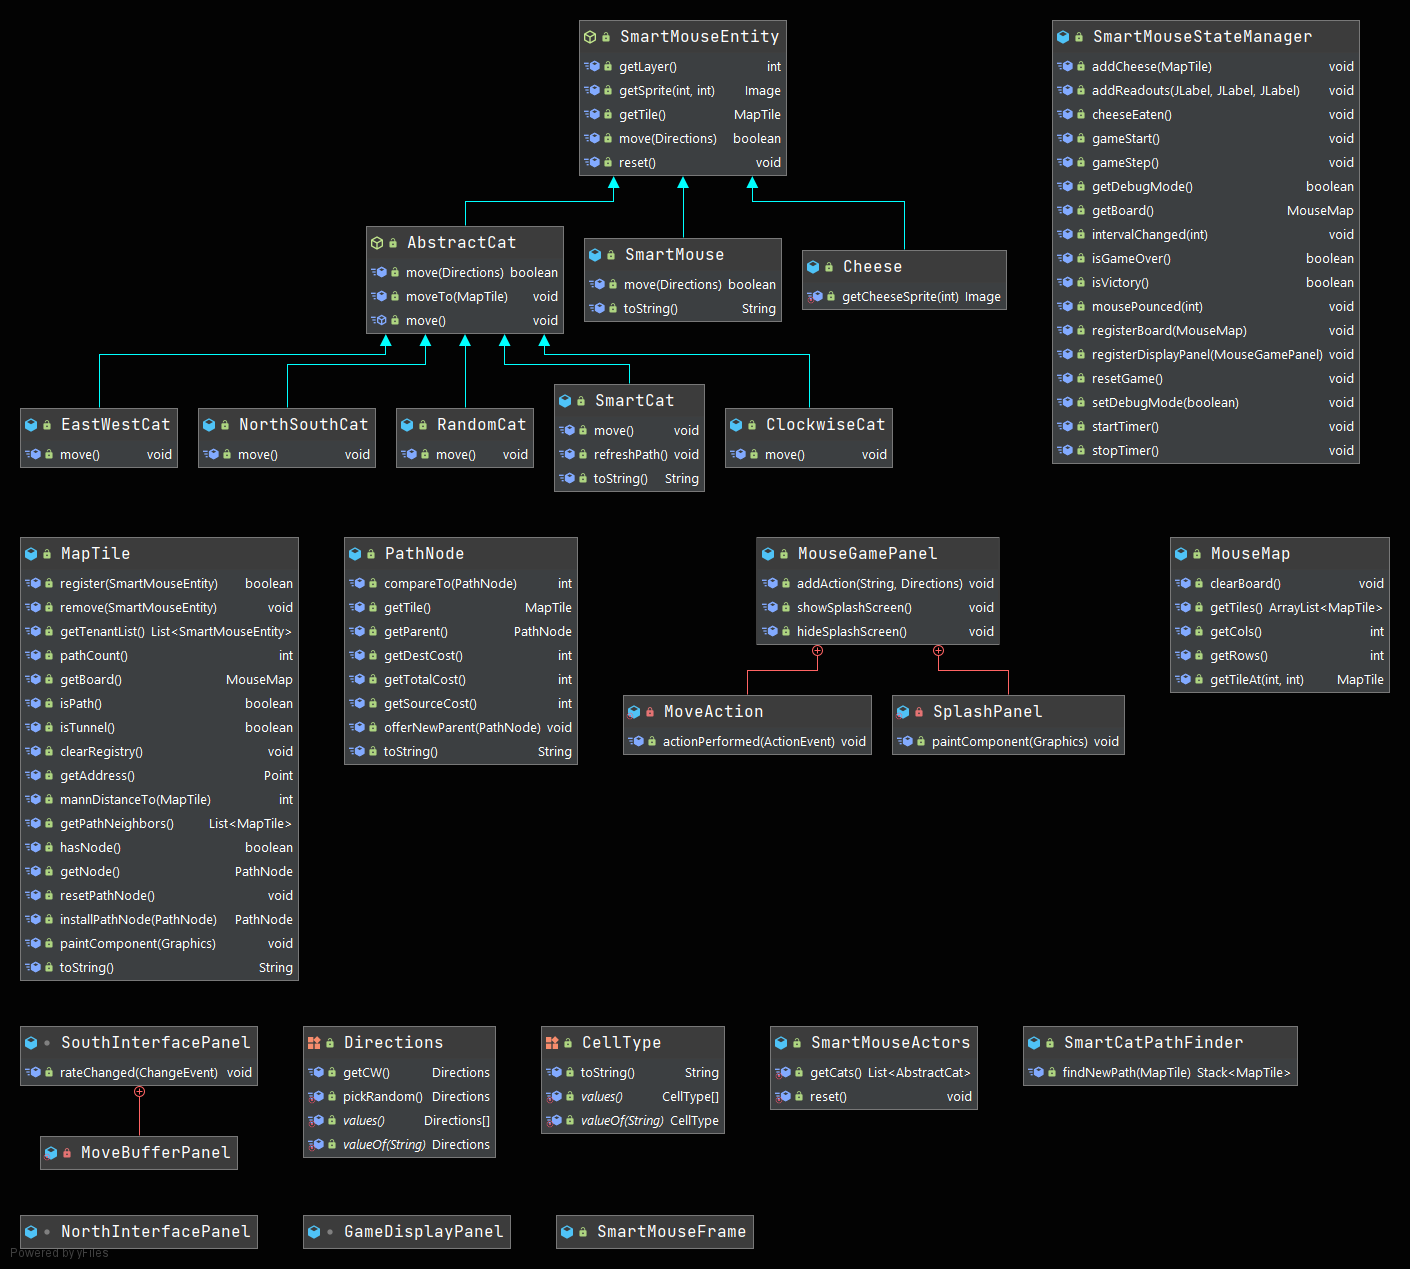 SmartMouseEntity
getLayer() int
getSprite(int, int) Image
getTile() MapTile
move(Directions) boolean
reset() void
SmartMouseStateManager
addCheese(MapTile) void
addReadouts(JLabel, JLabel, JLabel) void
cheeseEaten() void
gameStart() void
gameStep() void
getDebugMode() boolean
getBoard() MouseMap
intervalChanged(int) void
isGameOver() boolean
isVictory() boolean
mousePounced(int) void
registerBoard(MouseMap) void
registerDisplayPanel(MouseGamePanel) void
resetGame() void
setDebugMode(boolean) void
startTimer() void
stopTimer() void
AbstractCat
move(Directions) boolean
moveTo(MapTile) void
move() void
SmartMouse
move(Directions) boolean
toString() String
Cheese
getCheeseSprite(int) Image
EastWestCat
move() void
NorthSouthCat
move() void
RandomCat
move() void
SmartCat
move() void
refreshPath() void
toString() String
ClockwiseCat
move() void
MapTile
register(SmartMouseEntity) boolean
remove(SmartMouseEntity) void
getTenantList() List<SmartMouseEntity>
pathCount() int
getBoard() MouseMap
isPath() boolean
isTunnel() boolean
clearRegistry() void
getAddress() Point
mannDistanceTo(MapTile) int
getPathNeighbors() List<MapTile>
hasNode() boolean
getNode() PathNode
resetPathNode() void
installPathNode(PathNode) PathNode
paintComponent(Graphics) void
toString() String
PathNode
compareTo(PathNode) int
getTile() MapTile
getParent() PathNode
getDestCost() int
getTotalCost() int
getSourceCost() int
offerNewParent(PathNode) void
toString() String
MouseGamePanel
addAction(String, Directions) void
showSplashScreen() void
hideSplashScreen() void
MoveAction
actionPerformed(ActionEvent) void
SplashPanel
paintComponent(Graphics) void
MouseMap
clearBoard() void
getTiles() ArrayList<MapTile>
getCols() int
getRows() int
getTileAt(int, int) MapTile
SouthInterfacePanel
rateChanged(ChangeEvent) void
MoveBufferPanel
Directions
getCW() Directions
pickRandom() Directions
values() Directions[]
valueOf(String) Directions
CellType
toString() String
values() CellType[]
valueOf(String) CellType
SmartMouseActors
getCats() List<AbstractCat>
reset() void
SmartCatPathFinder
findNewPath(MapTile) Stack<MapTile>
NorthInterfacePanel
GameDisplayPanel
SmartMouseFrame
Powered by yFiles